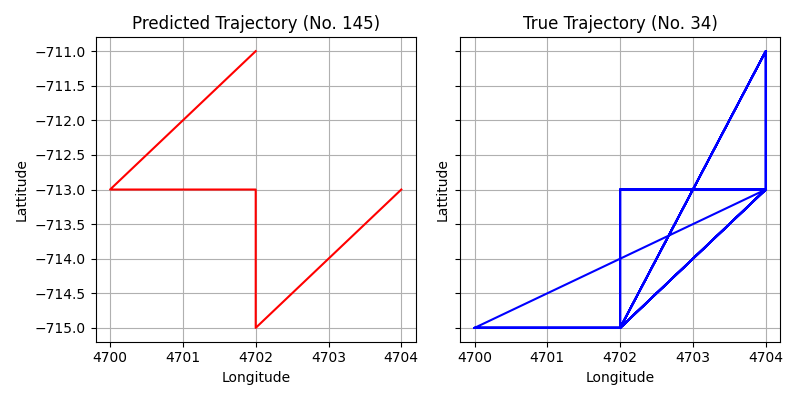 Predicted Trajectory (No. 145)
True Trajectory (No. 34)
−711.0
−711.5
−712.0
−712.5
−713.0
−713.5
−714.0
−714.5
−715.0
Lattitude
Lattitude
4700 4701 4702 4703 4704
4700 4701 4702 4703 4704
Longitude
Longitude